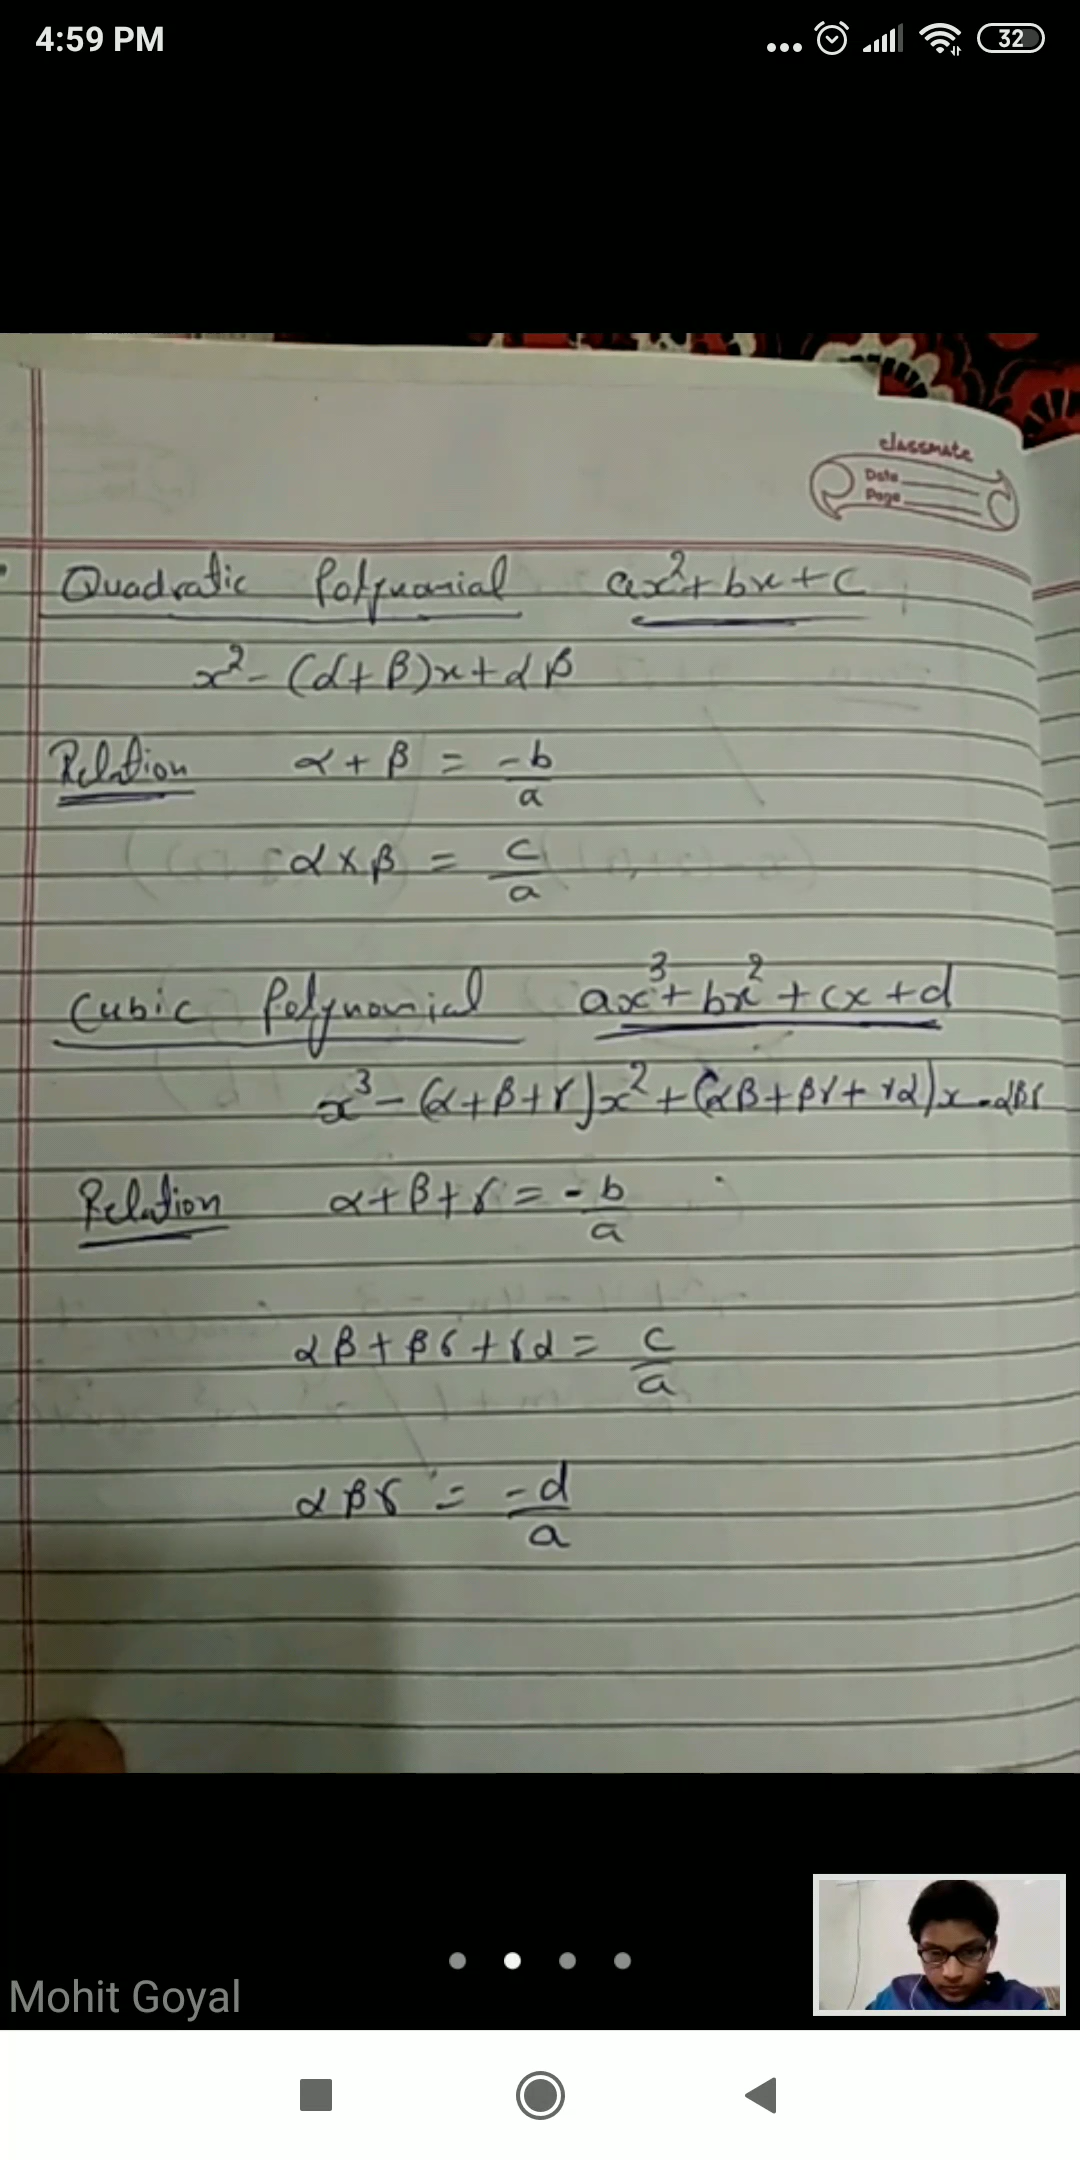 4:59 PM
32
classmate
Date
Page
Quadratic Polynomial ax²+bx+c
x²-(α+β)x+αβ
Relation α+β = -b/a
α×β = c/a
Cubic Polynomial ax³+bx²+cx+d
x³-(α+β+γ)x²+(αβ+βγ+γα)x-αβγ
Relation α+β+γ=-b/a
αβ+βγ+γα= c/a
αβγ = -d/a
Mohit Goyal